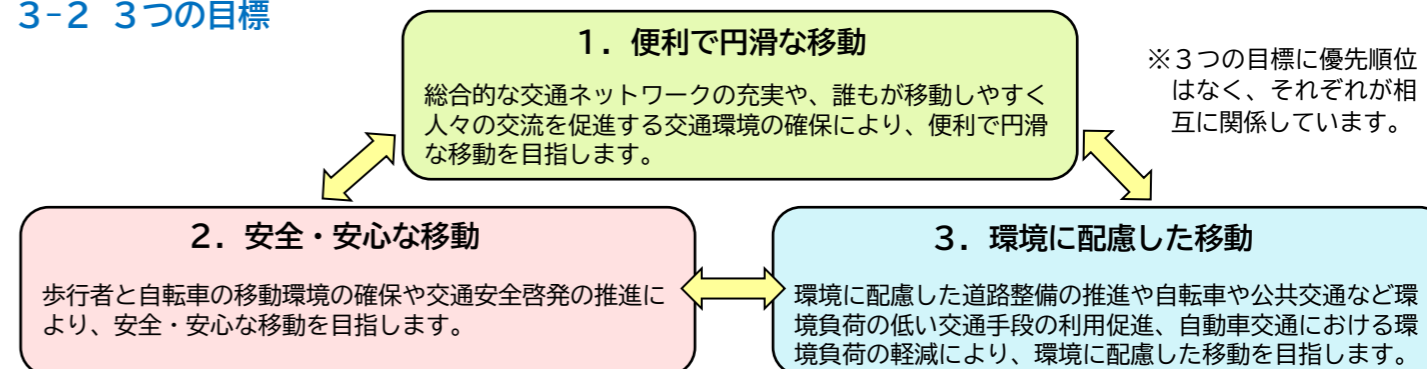 3-2 3つの目標
1．便利で円滑な移動
総合的な交通ネットワークの充実や、誰もが移動しやすく
人々の交流を促進する交通環境の確保により、便利で円滑
な移動を目指します。
※3つの目標に優先順位
はなく、それぞれが相
互に関係しています。
2．安全・安心な移動
歩行者と自転車の移動環境の確保や交通安全啓発の推進に
より、安全・安心な移動を目指します。
3．環境に配慮した移動
環境に配慮した道路整備の推進や自転車や公共交通など環
境負荷の低い交通手段の利用促進、自動車交通における環
境負荷の軽減により、環境に配慮した移動を目指します。